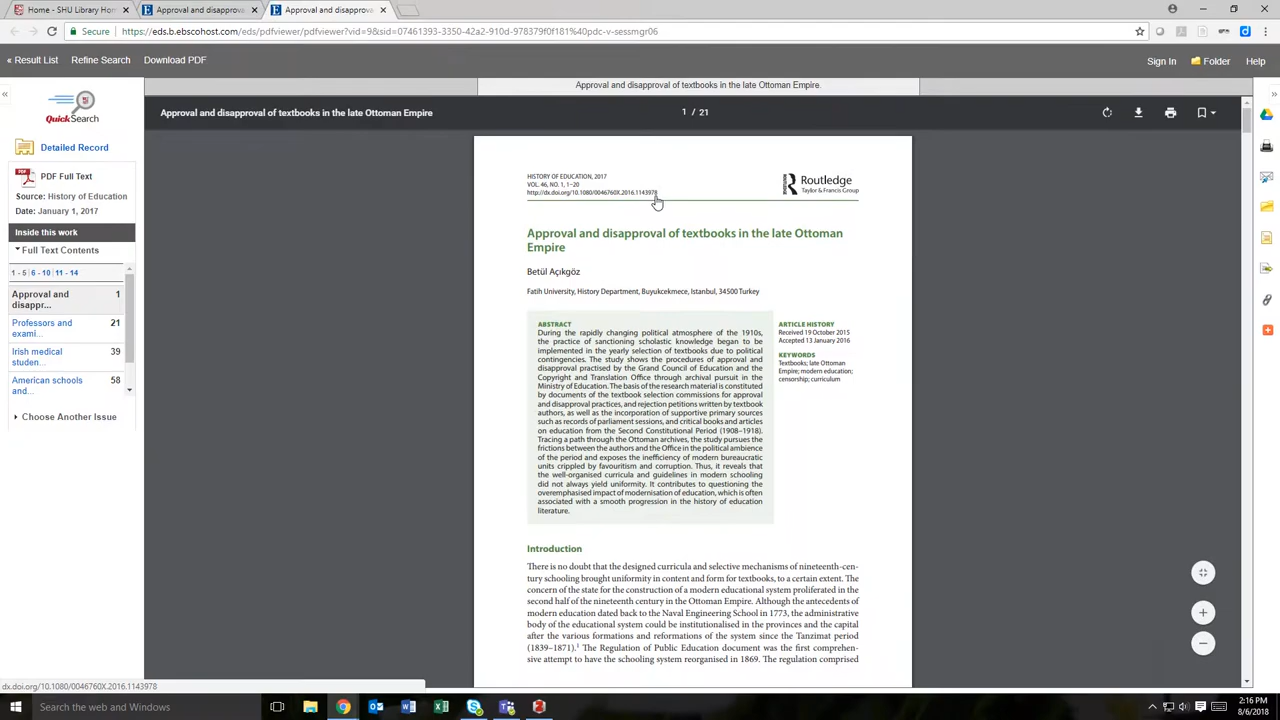 Home - SHU Library Hom
Approval and disapprova
Approval and disapprova
Secure
https://eds.b.ebscohost.com/eds/pdfviewer/pdfviewer?vid=9&sid=07461393-3350-42a2-910d-978379f0f181%40pdc-v-sessmgr06
« Result List
Refine Search
Download PDF
Sign In
Folder
Help
Approval and disapproval of textbooks in the late Ottoman Empire.
Approval and disapproval of textbooks in the late Ottoman Empire
1 / 21
QuickSearch
Detailed Record
PDF Full Text
Source: History of Education
Date: January 1, 2017
Inside this work
Full Text Contents
1 - 5 | 6 - 10 | 11 - 14
Approval and
disappr...
1
Professors and
exami...
21
Irish medical
studen...
39
American schools
and...
58
Choose Another Issue
HISTORY OF EDUCATION, 2017
VOL. 46, NO. 1, 1–20
http://dx.doi.org/10.1080/0046760X.2016.1143978
Routledge
Taylor & Francis Group
Approval and disapproval of textbooks in the late Ottoman
Empire
Betül Açıkgöz
Fatih University, History Department, Buyukcekmece, Istanbul, 34500 Turkey
ABSTRACT
During the rapidly changing political atmosphere of the 1910s,
the practice of sanctioning scholastic knowledge began to be
implemented in the yearly selection of textbooks due to political
contingencies. The study shows the procedures of approval and
disapproval practised by the Grand Council of Education and the
Copyright and Translation Office through archival pursuit in the
Ministry of Education. The basis of the research material is constituted
by documents of the textbook selection commissions for approval
and disapproval practices, and rejection petitions written by textbook
authors, as well as the incorporation of supportive primary sources
such as records of parliament sessions, and critical books and articles
on education from the Second Constitutional Period (1908–1918).
Tracing a path through the Ottoman archives, the study pursues the
frictions between the authors and the Office in the political ambience
of the period and exposes the inefficiency of modern bureaucratic
units crippled by favouritism and corruption. Thus, it reveals that
the well-organised curricula and guidelines in modern schooling
did not always yield uniformity. It contributes to questioning the
overemphasised impact of modernisation of education, which is often
associated with a smooth progression in the history of education
literature.
ARTICLE HISTORY
Received 19 October 2015
Accepted 13 January 2016
KEYWORDS
Textbooks; late Ottoman
Empire; modern education;
censorship; curriculum
Introduction
There is no doubt that the designed curricula and selective mechanisms of nineteenth-cen-
tury schooling brought uniformity in content and form for textbooks, to a certain extent. The
concern of the state for the construction of a modern educational system proliferated in the
second half of the nineteenth century in the Ottoman Empire. Although the antecedents of
modern education dated back to the Naval Engineering School in 1773, the administrative
body of the educational system could be institutionalised in the provinces and the capital
after the various formations and reformations of the system since the Tanzimat period
(1839–1871).¹ The Regulation of Public Education document was the first comprehen-
sive attempt to have the schooling system reorganised in 1869. The regulation comprised
dx.doi.org/10.1080/0046760X.2016.1143978
Search the web and Windows
2:16 PM
8/6/2018